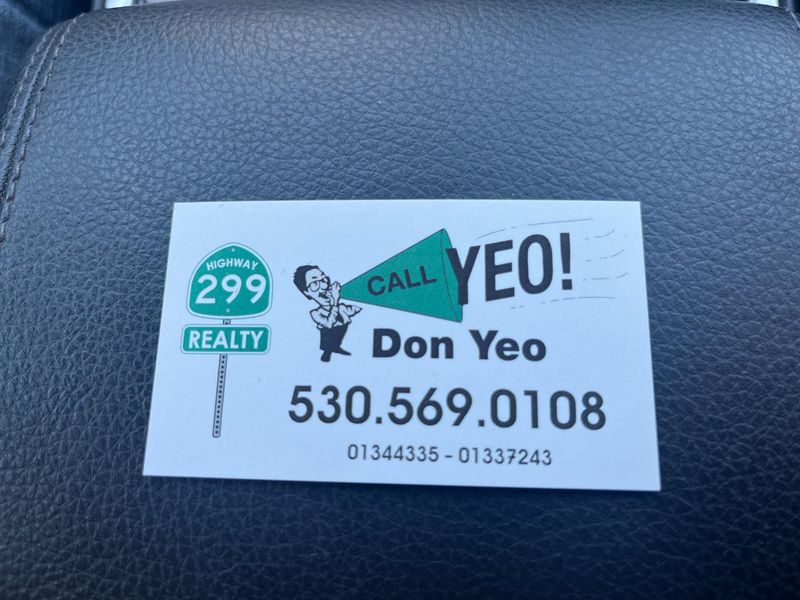 HIGHWAY
299
REALTY
CALL YEO!
Don Yeo
530.569.0108
01344335 - 01337243